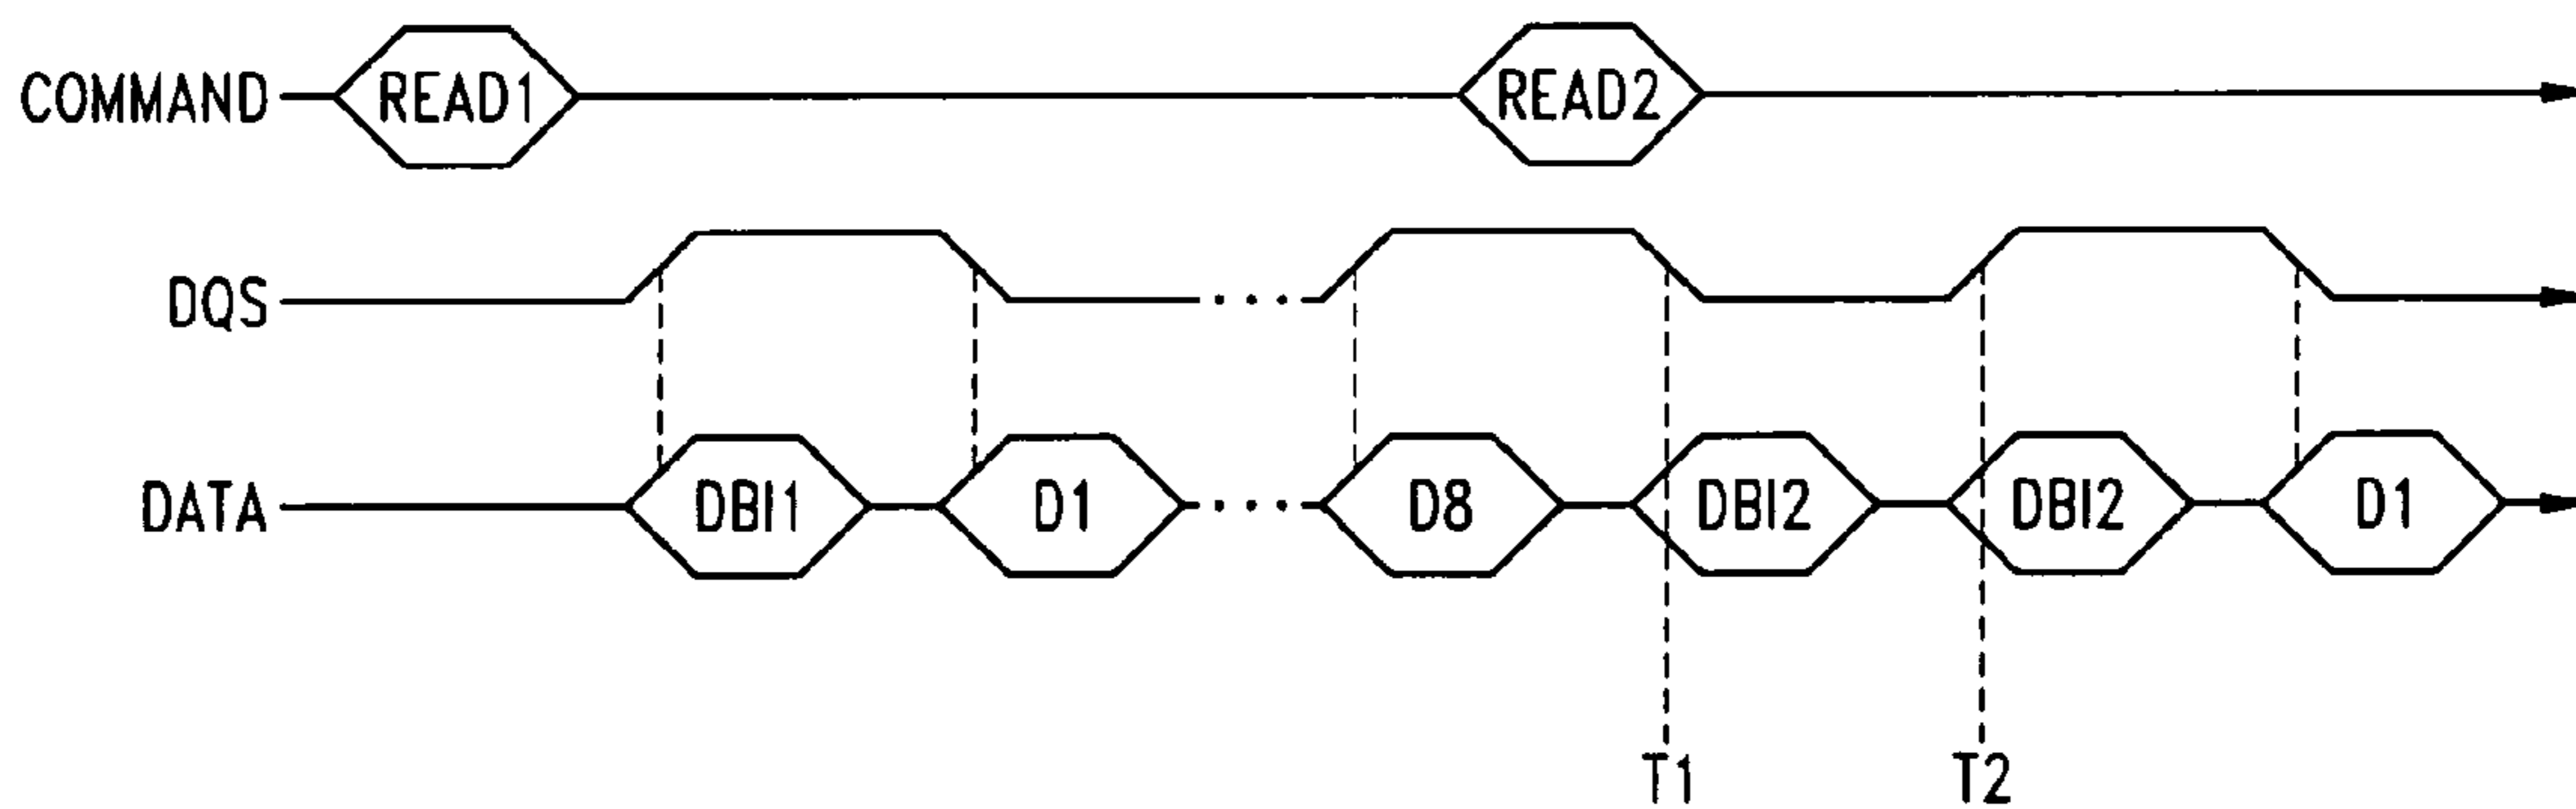 COMMAND READ1 READ2
DQS
DATA DBI1 D1 D8 DBI2 DBI2 D1
T1 T2